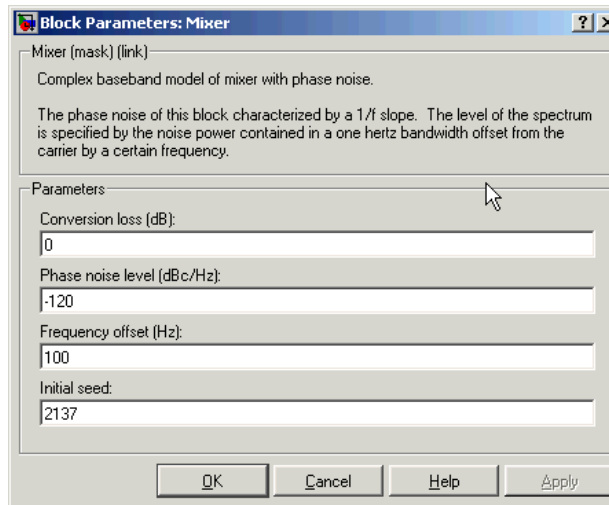 Block Parameters: Mixer
Mixer (mask) (link)
Complex baseband model of mixer with phase noise.
The phase noise of this block characterized by a 1/f slope. The level of the spectrum
is specified by the noise power contained in a one hertz bandwidth offset from the
carrier by a certain frequency.
Parameters
Conversion loss (dB):
0
Phase noise level (dBc/Hz):
-120
Frequency offset (Hz):
100
Initial seed:
2137
OK Cancel Help Apply